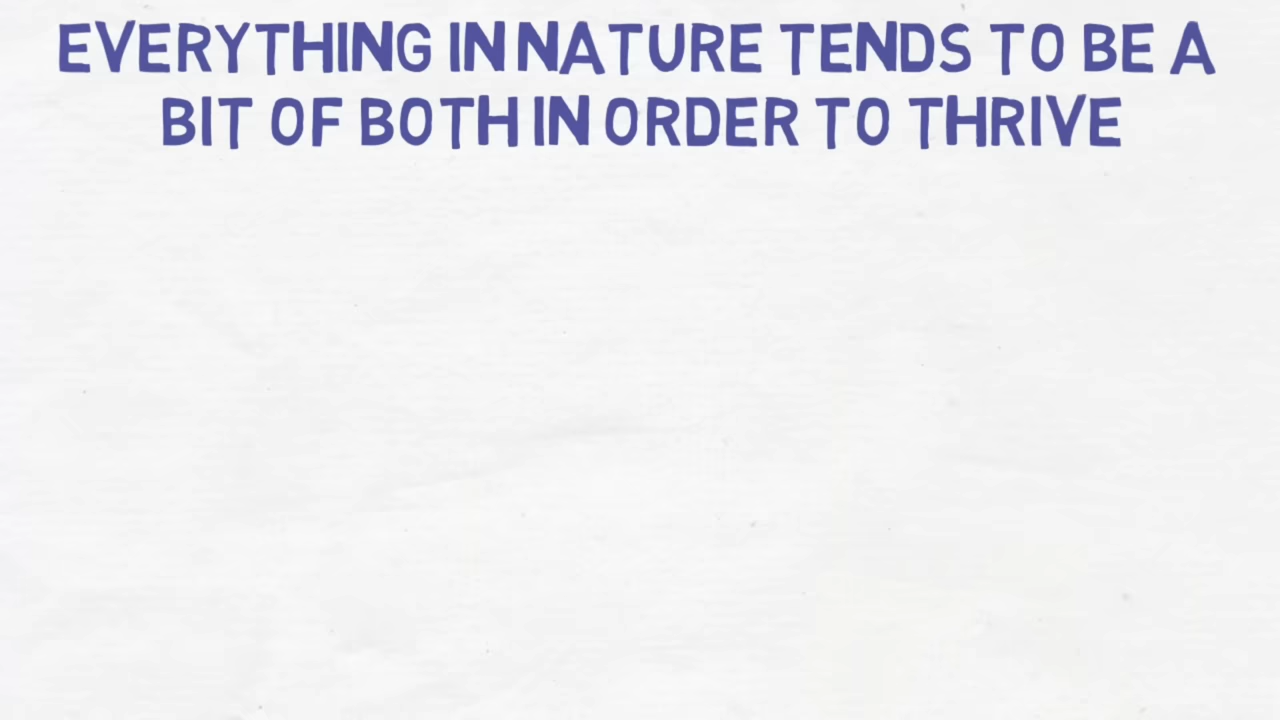 EVERYTHING IN NATURE TENDS TO BE A
BIT OF BOTH IN ORDER TO THRIVE